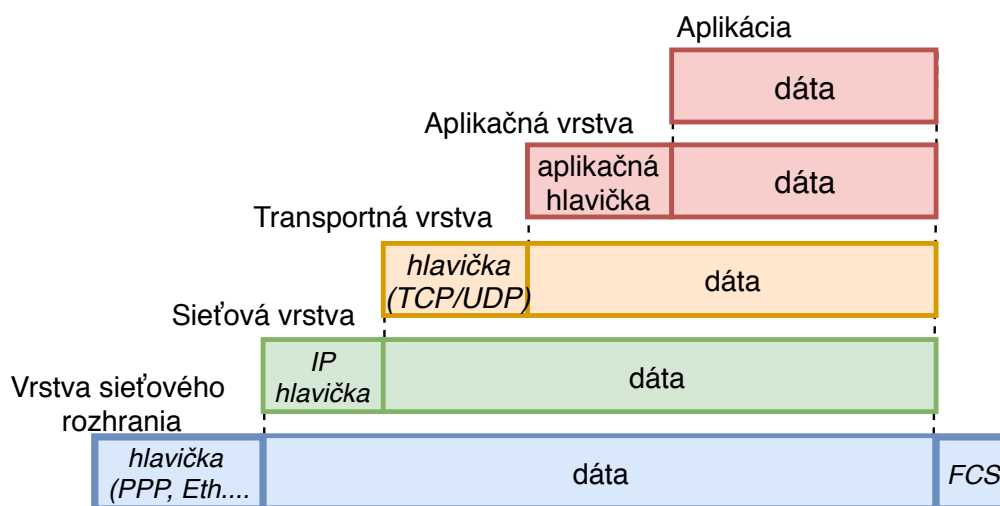 Aplikácia
dáta
Aplikačná vrstva
aplikačná
hlavička
dáta
Transportná vrstva
hlavička
(TCP/UDP)
dáta
Sieťová vrstva
IP
hlavička
dáta
Vrstva sieťového
rozhrania
hlavička
(PPP, Eth....
dáta
FCS